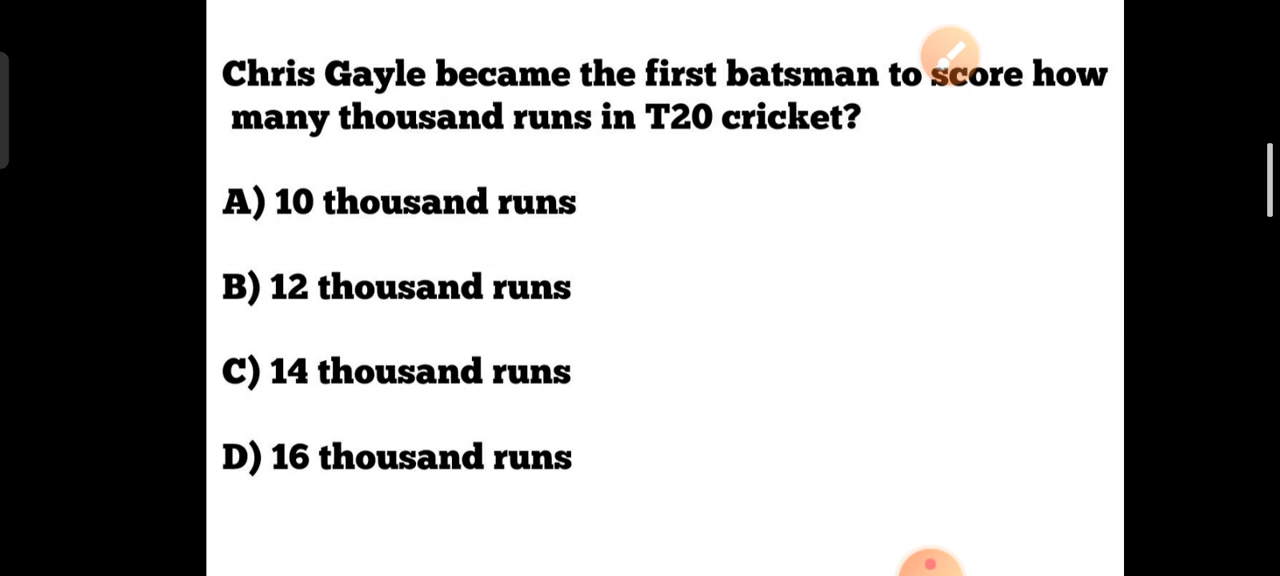 Chris Gayle became the first batsman to score how
many thousand runs in T20 cricket?
A) 10 thousand runs
B) 12 thousand runs
C) 14 thousand runs
D) 16 thousand runs